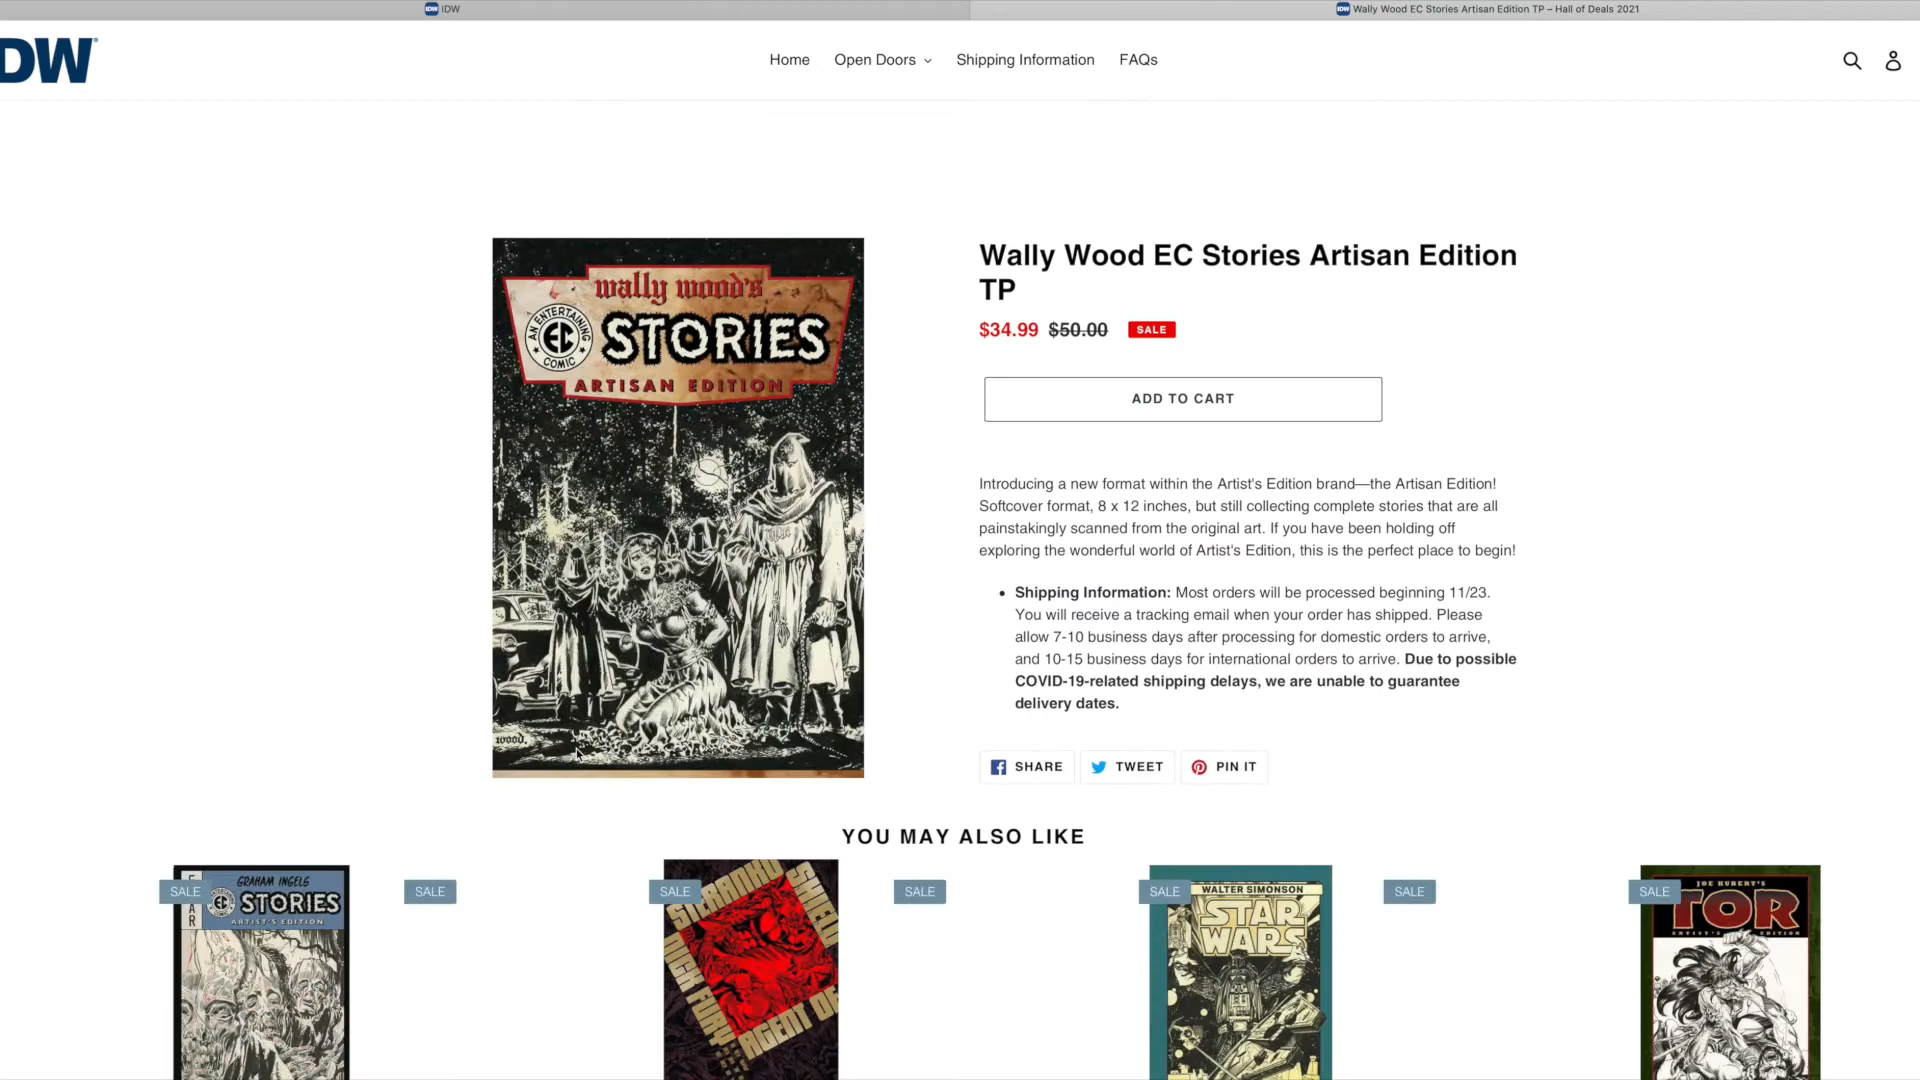 IDW IDW
IDW Wally Wood EC Stories Artisan Edition TP – Hall of Deals 2021
DW
Home Open Doors Shipping Information FAQs
wally wood's
AN ENTERTAINING EC COMIC
STORIES
ARTISAN EDITION
wood.
Wally Wood EC Stories Artisan Edition
TP
$34.99 $50.00 SALE
ADD TO CART
Introducing a new format within the Artist's Edition brand—the Artisan Edition!
Softcover format, 8 x 12 inches, but still collecting complete stories that are all
painstakingly scanned from the original art. If you have been holding off
exploring the wonderful world of Artist's Edition, this is the perfect place to begin!
• Shipping Information: Most orders will be processed beginning 11/23.
You will receive a tracking email when your order has shipped. Please
allow 7-10 business days after processing for domestic orders to arrive,
and 10-15 business days for international orders to arrive. Due to possible
COVID-19-related shipping delays, we are unable to guarantee
delivery dates.
SHARE TWEET PIN IT
YOU MAY ALSO LIKE
SALE
GRAHAM INGELS
EC STORIES
ARTIST'S EDITION
SALE
SALE
STERANKO
NICK FURY
AGENT OF
SALE
SALE
WALTER SIMONSON
STAR
WARS
SALE
SALE
JOE KUBERT'S
TOR
ARTIST'S EDITION